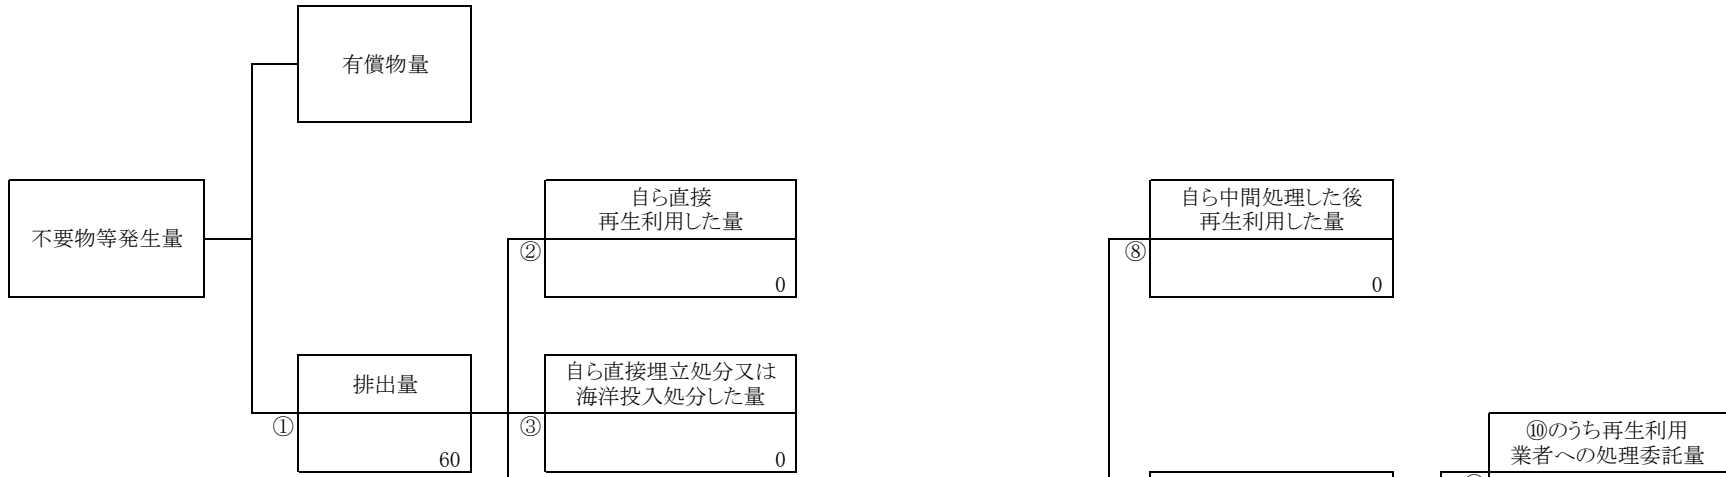 有償物量
不要物等発生量
自ら直接
再生利用した量
②
0
自ら中間処理した後
再生利用した量
⑧
0
排出量
①
60
自ら直接埋立処分又は
海洋投入処分した量
③
0
⑩のうち再生利用
業者への処理委託量